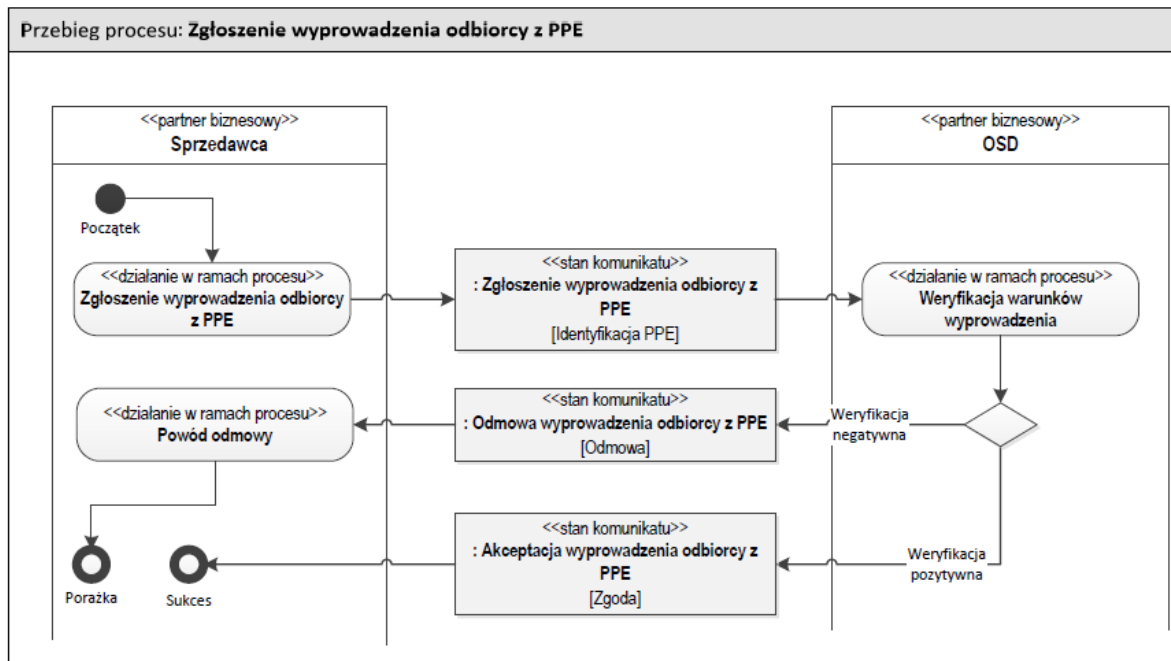 Przebieg procesu: Zgłoszenie wyprowadzenia odbiorcy z PPE
<<partner biznesowy>>
Sprzedawca
<<partner biznesowy>>
OSD
Początek
<<działanie w ramach procesu>>
Zgłoszenie wyprowadzenia odbiorcy
z PPE
<<stan komunikatu>>
: Zgłoszenie wyprowadzenia odbiorcy z
PPE
[Identyfikacja PPE]
<<działanie w ramach procesu>>
Weryfikacja warunków
wyprowadzenia
<<działanie w ramach procesu>>
Powód odmowy
<<stan komunikatu>>
: Odmowa wyprowadzenia odbiorcy z PPE
[Odmowa]
Weryfikacja
negatywna
<<stan komunikatu>>
: Akceptacja wyprowadzenia odbiorcy z
PPE
[Zgoda]
Weryfikacja
pozytywna
Porażka
Sukces